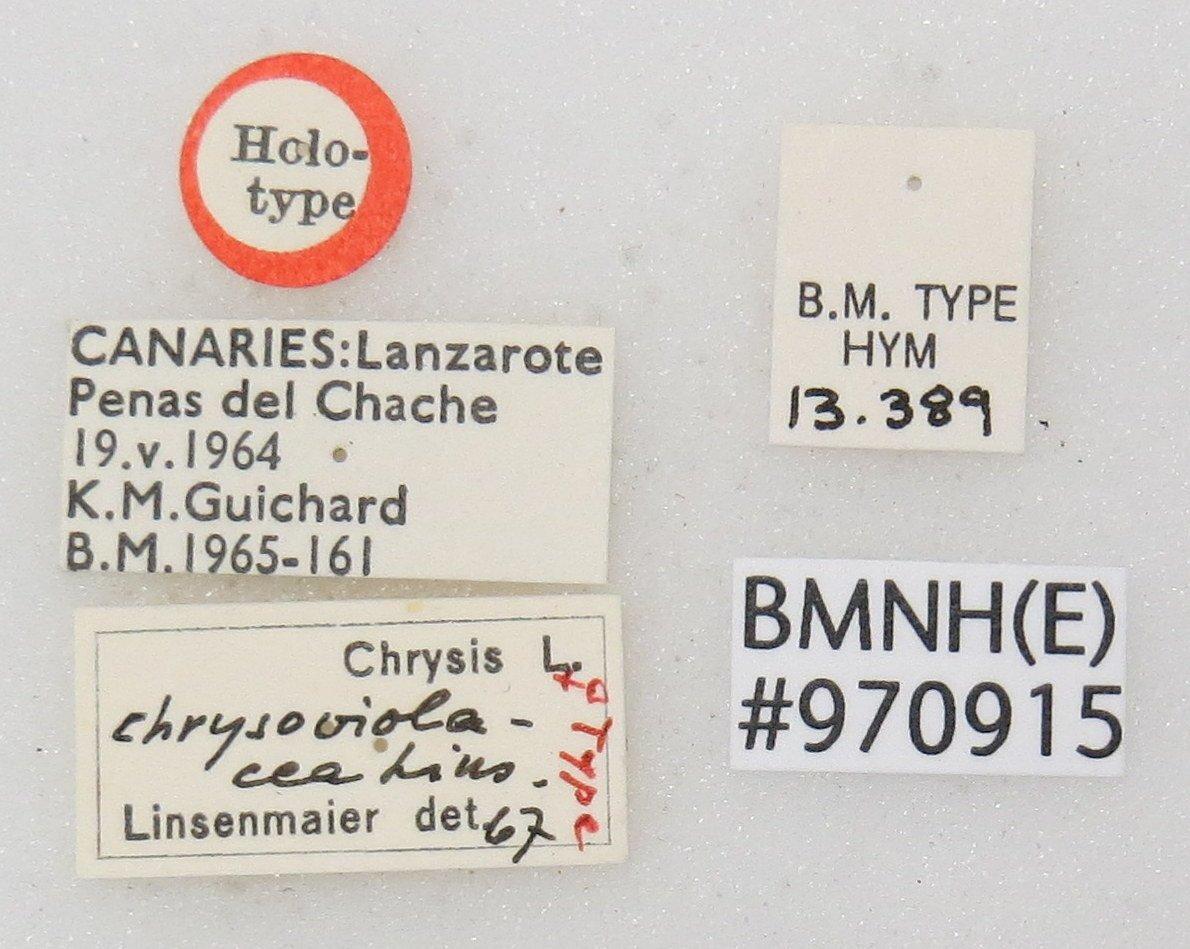 Holo-
type
CANARIES:Lanzarote
Penas del Chache
19.v.1964
K.M.Guichard
B.M.1965-161
Chrysis L.
chrysoviola-
cea Lins.
Linsenmaier det. 67
♀ Type
B.M. TYPE
HYM
13.389
BMNH(E)
#970915